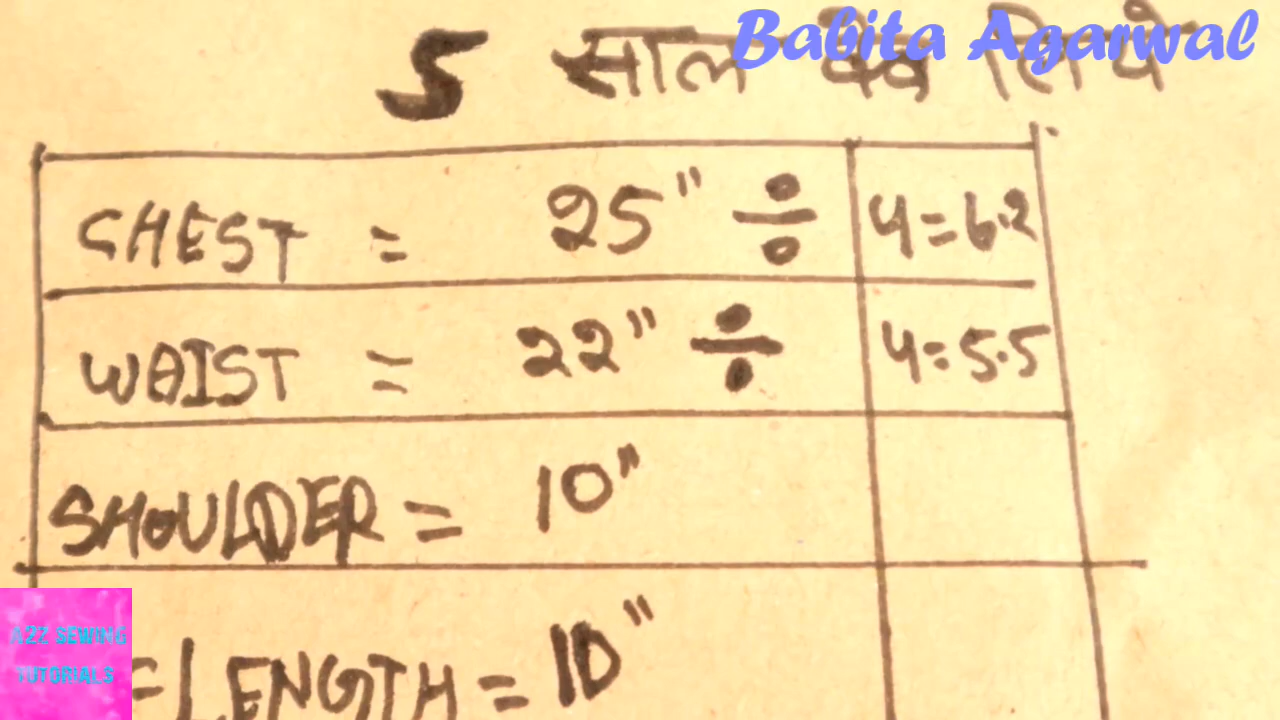 Babita Agarwal
5 साल के लिये
CHEST = 25" ÷ 4=6.2
WAIST = 22" ÷ 4=5.5
SHOULDER = 10"
LENGTH = 10"
A2Z SEWING
TUTORIALS